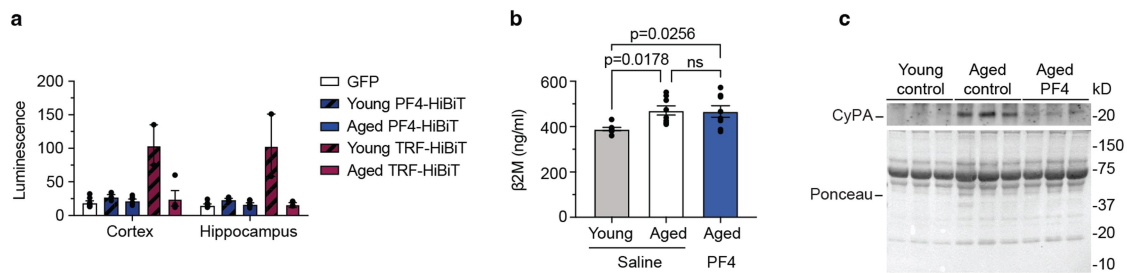 a
200
150
100
50
0
Luminescence
Cortex
Hippocampus
GFP
Young PF4-HiBiT
Aged PF4-HiBiT
Young TRF-HiBiT
Aged TRF-HiBiT
b
p=0.0256
p=0.0178
ns
600
400
200
0
β2M (ng/ml)
Young
Aged
Aged
Saline
PF4
c
Young control
Aged control
Aged PF4
kD
CyPA
-20
-150
-75
Ponceau
-37
-20
-10